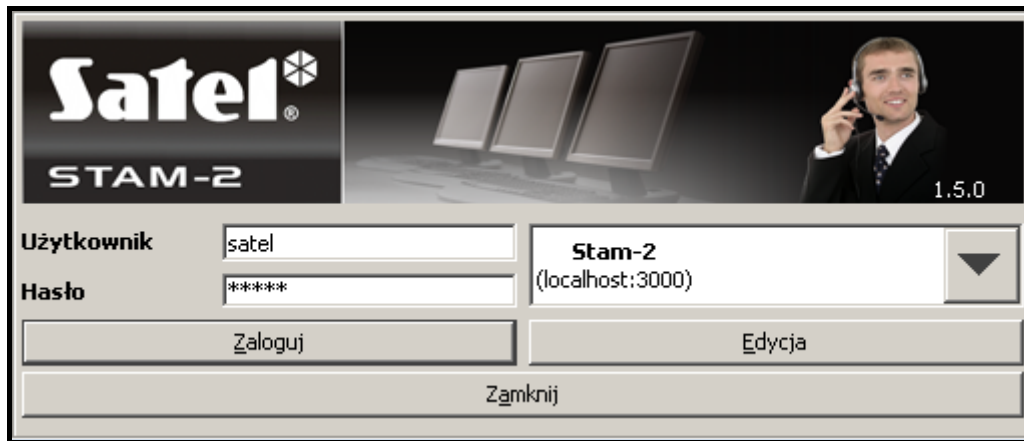 Satel®
STAM-2
1.5.0
Użytkownik
satel
Stam-2
(localhost:3000)
Hasło
*****
Zaloguj
Edycja
Zamknij